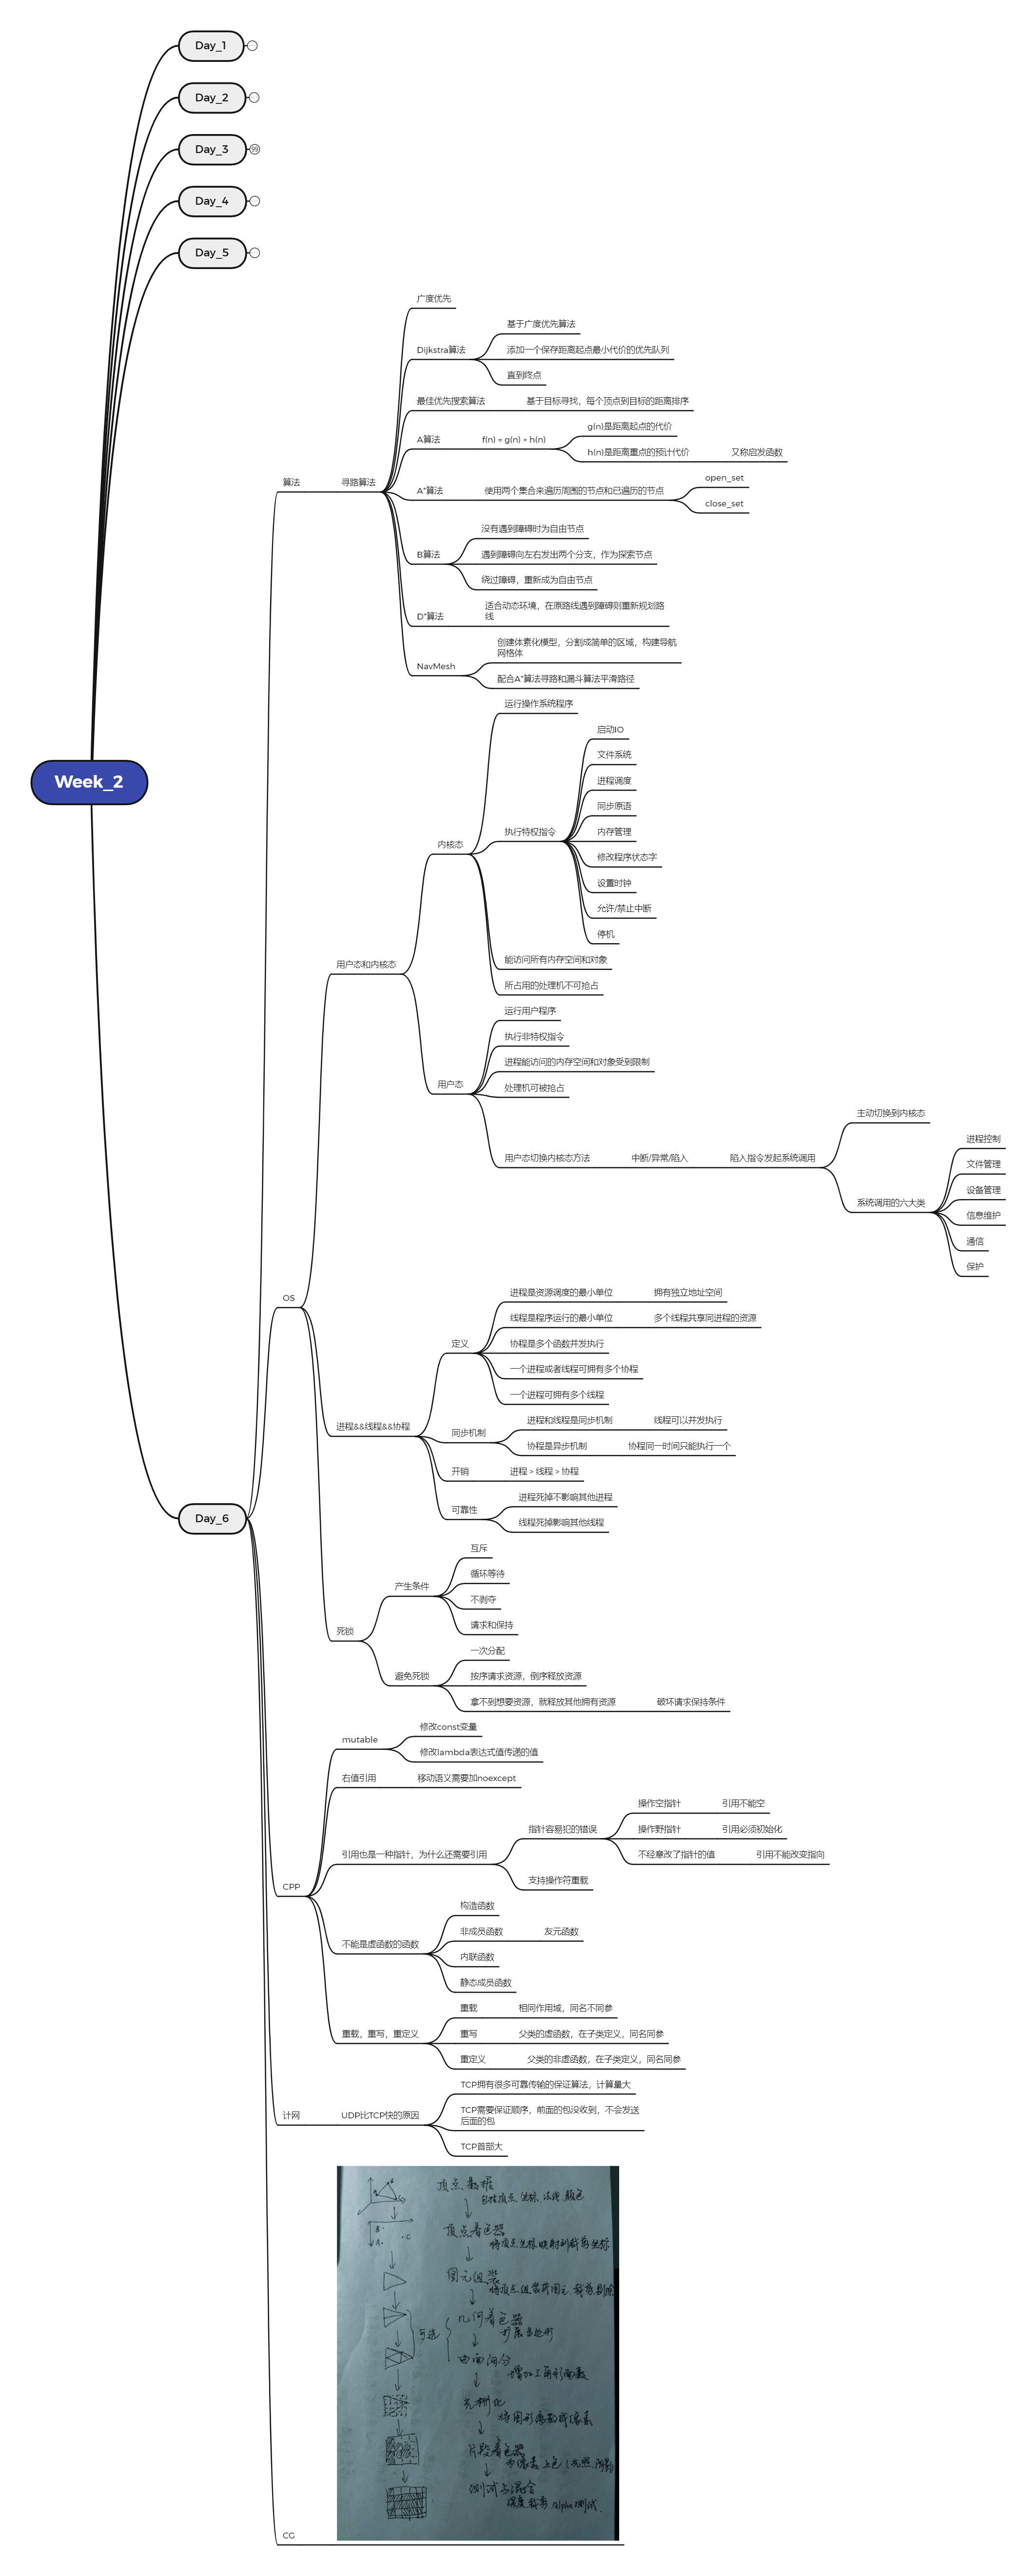 Day_1
Day_2
Day_3
99
Day_4
Day_5
Week_2
Day_6
算法
寻路算法
广度优先
Dijkstra算法
基于广度优先算法
添加一个保存距离起点最小代价的优先队列
直到终点
最佳优先搜索算法
基于目标寻找，每个顶点到目标的距离排序
A算法
f(n) = g(n) + h(n)
g(n)是距离起点的代价
h(n)是距离重点的预计代价
又称启发函数
A*算法
使用两个集合来遍历周围的节点和已遍历的节点
open_set
close_set
B算法
没有遇到障碍时为自由节点
遇到障碍向左右发出两个分支，作为探索节点
绕过障碍，重新成为自由节点
D*算法
适合动态环境，在原路线遇到障碍则重新规划路
线
NavMesh
创建体素化模型，分割成简单的区域，构建导航
网格体
配合A*算法寻路和漏斗算法平滑路径
OS
用户态和内核态
内核态
运行操作系统程序
执行特权指令
启动IO
文件系统
进程调度
同步原语
内存管理
修改程序状态字
设置时钟
允许/禁止中断
停机
能访问所有内存空间和对象
所占用的处理机不可抢占
用户态
运行用户程序
执行非特权指令
进程能访问的内存空间和对象受到限制
处理机可被抢占
用户态切换内核态方法
中断/异常/陷入
陷入指令发起系统调用
主动切换到内核态
系统调用的六大类
进程控制
文件管理
设备管理
信息维护
通信
保护
进程&&线程&&协程
定义
进程是资源调度的最小单位
拥有独立地址空间
线程是程序运行的最小单位
多个线程共享同进程的资源
协程是多个函数并发执行
一个进程或者线程可拥有多个协程
一个进程可拥有多个线程
同步机制
进程和线程是同步机制
线程可以并发执行
协程是异步机制
协程同一时间只能执行一个
开销
进程 > 线程 > 协程
可靠性
进程死掉不影响其他进程
线程死掉影响其他线程
死锁
产生条件
互斥
循环等待
不剥夺
请求和保持
避免死锁
一次分配
按序请求资源，倒序释放资源
拿不到想要资源，就释放其他拥有资源
破坏请求保持条件
CPP
mutable
修改const变量
修改lambda表达式值传递的值
右值引用
移动语义需要加noexcept
引用也是一种指针，为什么还需要引用
指针容易犯的错误
操作空指针
引用不能空
操作野指针
引用必须初始化
不经意改了指针的值
引用不能改变指向
支持操作符重载
不能是虚函数的函数
构造函数
非成员函数
友元函数
内联函数
静态成员函数
重载，重写，重定义
重载
相同作用域，同名不同参
重写
父类的虚函数，在子类定义，同名同参
重定义
父类的非虚函数，在子类定义，同名同参
计网
UDP比TCP快的原因
TCP拥有很多可靠传输的保证算法，计算量大
TCP需要保证顺序，前面的包没收到，不会发送
后面的包
TCP首部大
CG
顶点数据
包括顶点坐标、法线、颜色
顶点着色器
将顶点坐标映射到裁剪坐标
图元组装
将顶点组装成图元、裁剪、剔除
可选
几何着色器
扩展多边形
曲面细分
增加三角形面数
光栅化
将图形离散成像素
片段着色器
为像素上色
测试与混合
深度、裁剪、alpha测试